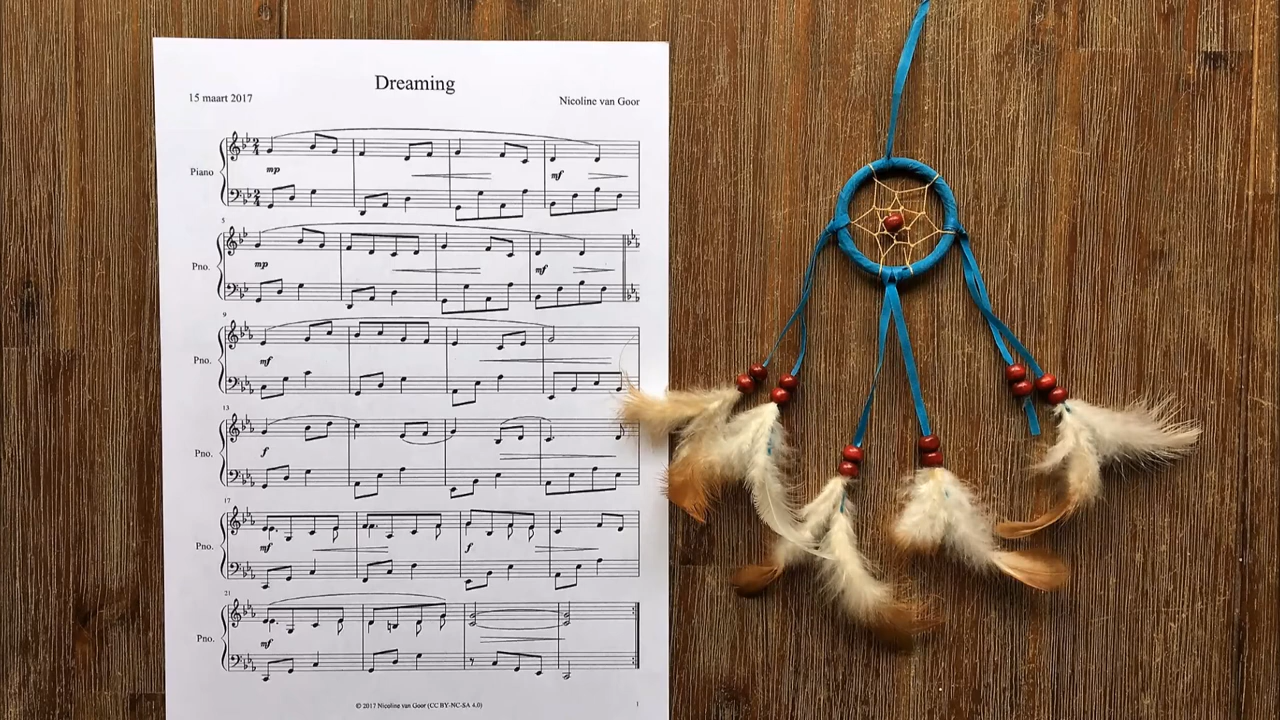 Dreaming
15 maart 2017
Nicoline van Goor
Piano
mp
mf
5
Pno.
mp
mf
9
Pno.
mf
13
Pno.
f
17
Pno.
mf
f
21
Pno.
mf
© 2017 Nicoline van Goor (CC BY-NC-SA 4.0)
1